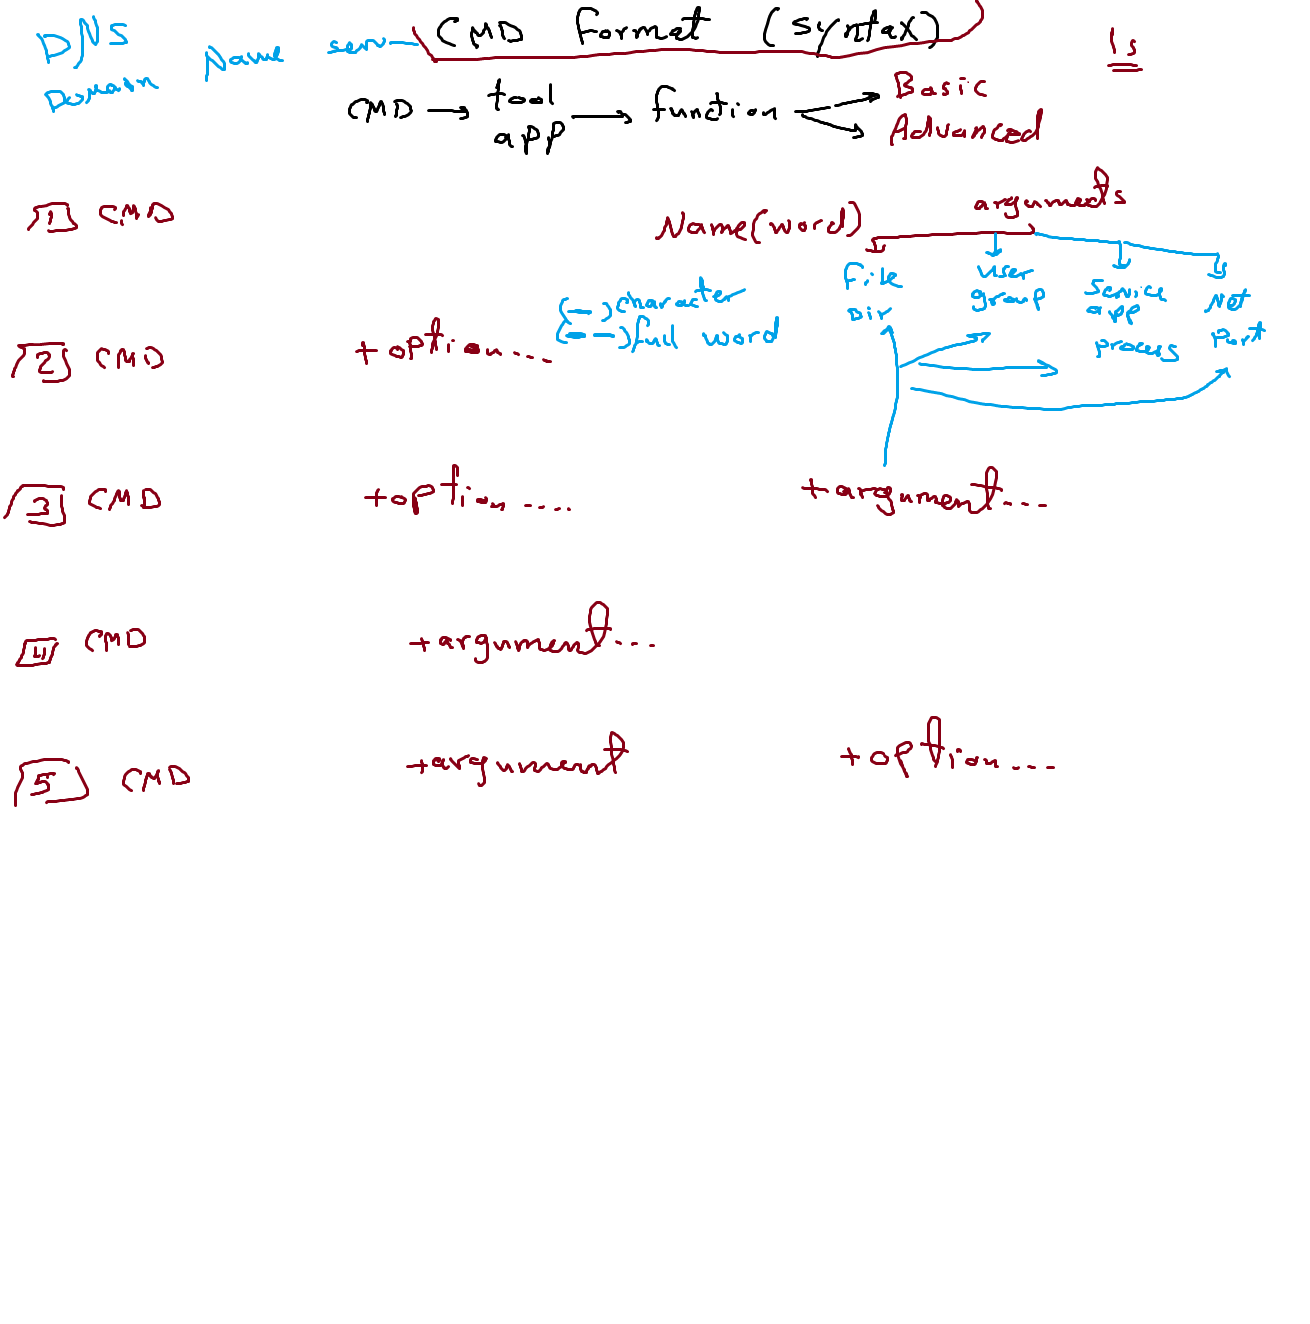 DNS
Domain Name serv
CMD Format (syntax)
ls
CMD → tool app → function
Basic
Advanced
1 CMD
Name(word)
arguments
File Dir
user group
service app process
Net Port
2 CMD +option...
(-)character
(--)full word
3 CMD +option.... +argument...
4 CMD +argument...
5 CMD +argument +option...